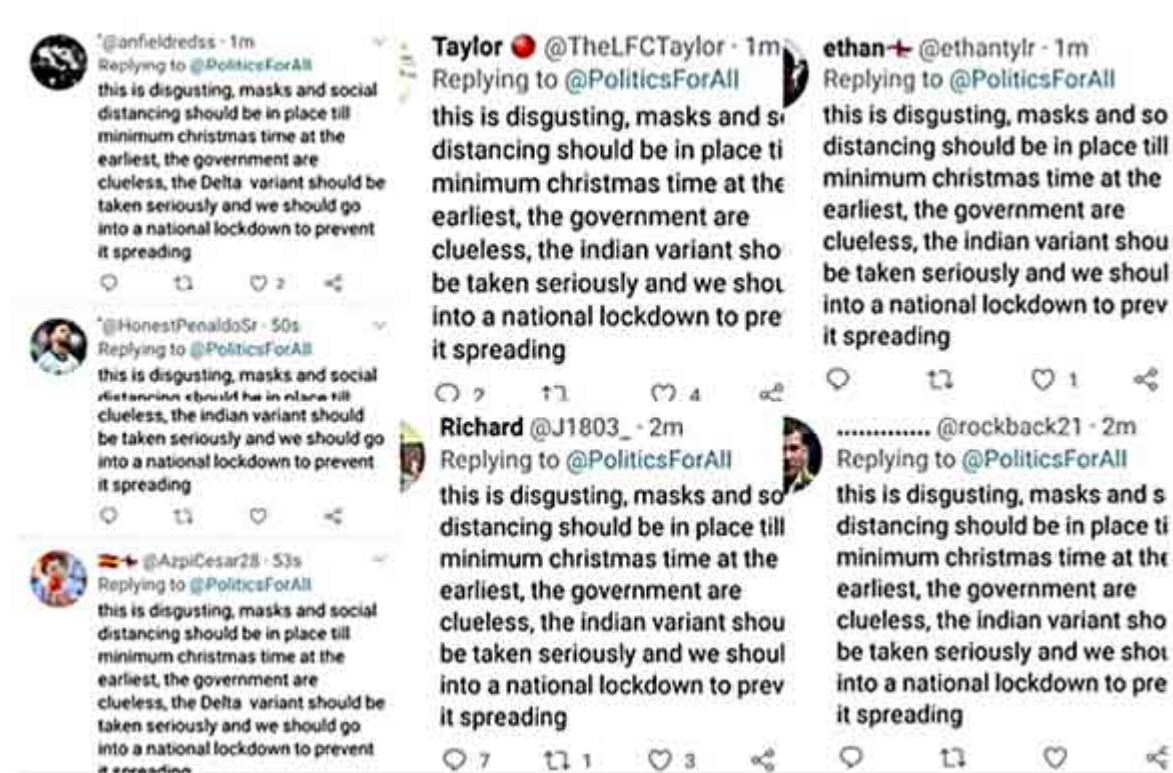 @anfieldredss · 1m
Replying to @PoliticsForAll
this is disgusting, masks and social
distancing should be in place till
minimum christmas time at the
earliest, the government are
clueless, the Delta variant should be
taken seriously and we should go
into a national lockdown to prevent
it spreading
2
@HonestPenaldoSr · 50s
Replying to @PoliticsForAll
this is disgusting, masks and social
distancing should be in place till
clueless, the indian variant should
be taken seriously and we should go
into a national lockdown to prevent
it spreading
@AzpiCesar28 · 53s
Replying to @PoliticsForAll
this is disgusting, masks and social
distancing should be in place till
minimum christmas time at the
earliest, the government are
clueless, the Delta variant should be
taken seriously and we should go
into a national lockdown to prevent
it spreading
Taylor @TheLFCTaylor · 1m
Replying to @PoliticsForAll
this is disgusting, masks and s
distancing should be in place ti
minimum christmas time at the
earliest, the government are
clueless, the indian variant sho
be taken seriously and we shou
into a national lockdown to pre
it spreading
2 4
Richard @J1803_ · 2m
Replying to @PoliticsForAll
this is disgusting, masks and so
distancing should be in place till
minimum christmas time at the
earliest, the government are
clueless, the indian variant shou
be taken seriously and we shoul
into a national lockdown to prev
it spreading
7 1 3
ethan @ethantylr · 1m
Replying to @PoliticsForAll
this is disgusting, masks and so
distancing should be in place till
minimum christmas time at the
earliest, the government are
clueless, the indian variant shou
be taken seriously and we shoul
into a national lockdown to prev
it spreading
1
.............. @rockback21 · 2m
Replying to @PoliticsForAll
this is disgusting, masks and s
distancing should be in place ti
minimum christmas time at the
earliest, the government are
clueless, the indian variant sho
be taken seriously and we shou
into a national lockdown to pre
it spreading